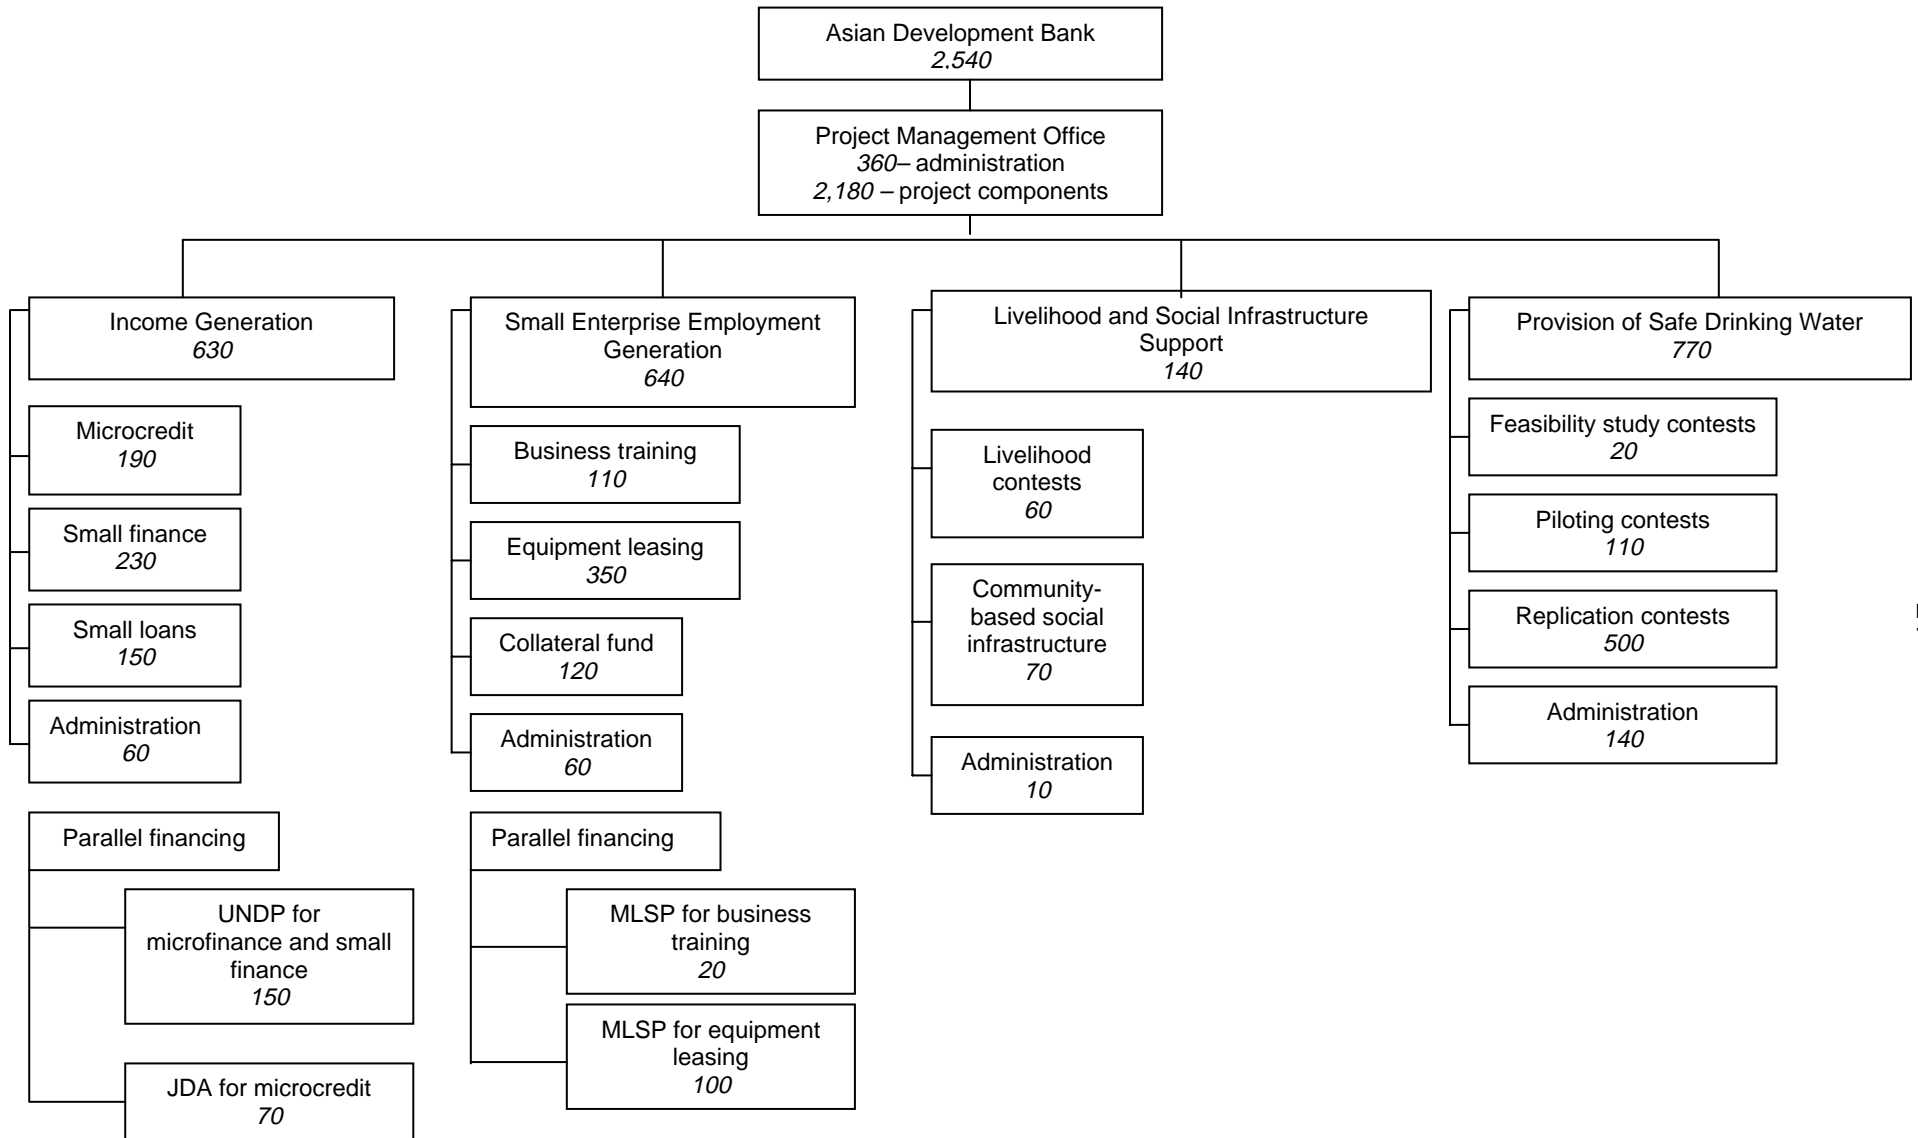 Asian Development Bank
2.540
Project Management Office
360– administration
2,180 – project components
Income Generation
630
Microcredit
190
Small finance
230
Small loans
150
Administration
60
Parallel financing
UNDP for
microfinance and small
finance
150
JDA for microcredit
70
Small Enterprise Employment
Generation
640
Business training
110
Equipment leasing
350
Collateral fund
120
Administration
60
Parallel financing
MLSP for business
training
20
MLSP for equipment
leasing
100
Livelihood and Social Infrastructure
Support
140
Livelihood
contests
60
Community-
based social
infrastructure
70
Administration
10
Provision of Safe Drinking Water
770
Feasibility study contests
20
Piloting contests
110
Replication contests
500
Administration
140